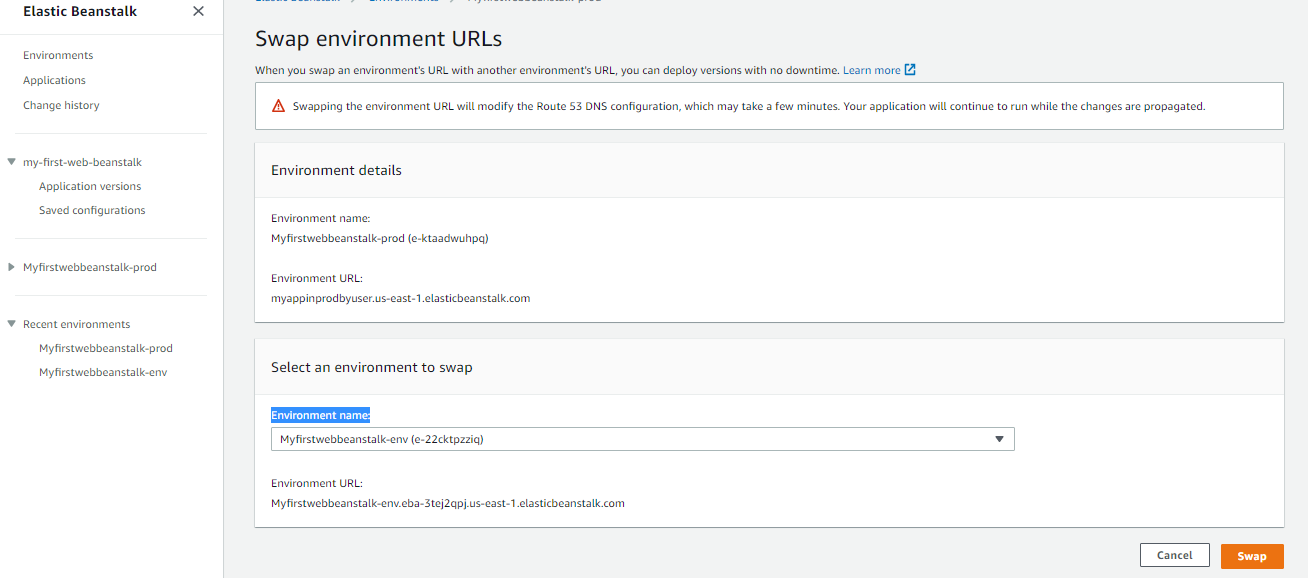 Elastic Beanstalk
Environments
Applications
Change history
my-first-web-beanstalk
Application versions
Saved configurations
Myfirstwebbeanstalk-prod
Recent environments
Myfirstwebbeanstalk-prod
Myfirstwebbeanstalk-env
Elastic Beanstalk Environments Myfirstwebbeanstalk-prod
Swap environment URLs
When you swap an environment's URL with another environment's URL, you can deploy versions with no downtime. Learn more
Swapping the environment URL will modify the Route 53 DNS configuration, which may take a few minutes. Your application will continue to run while the changes are propagated.
Environment details
Environment name:
Myfirstwebbeanstalk-prod (e-ktaadwuhpq)
Environment URL:
myappinprodbyuser.us-east-1.elasticbeanstalk.com
Select an environment to swap
Environment name:
Myfirstwebbeanstalk-env (e-22cktpzziq)
Environment URL:
Myfirstwebbeanstalk-env.eba-3tej2qpj.us-east-1.elasticbeanstalk.com
Cancel Swap